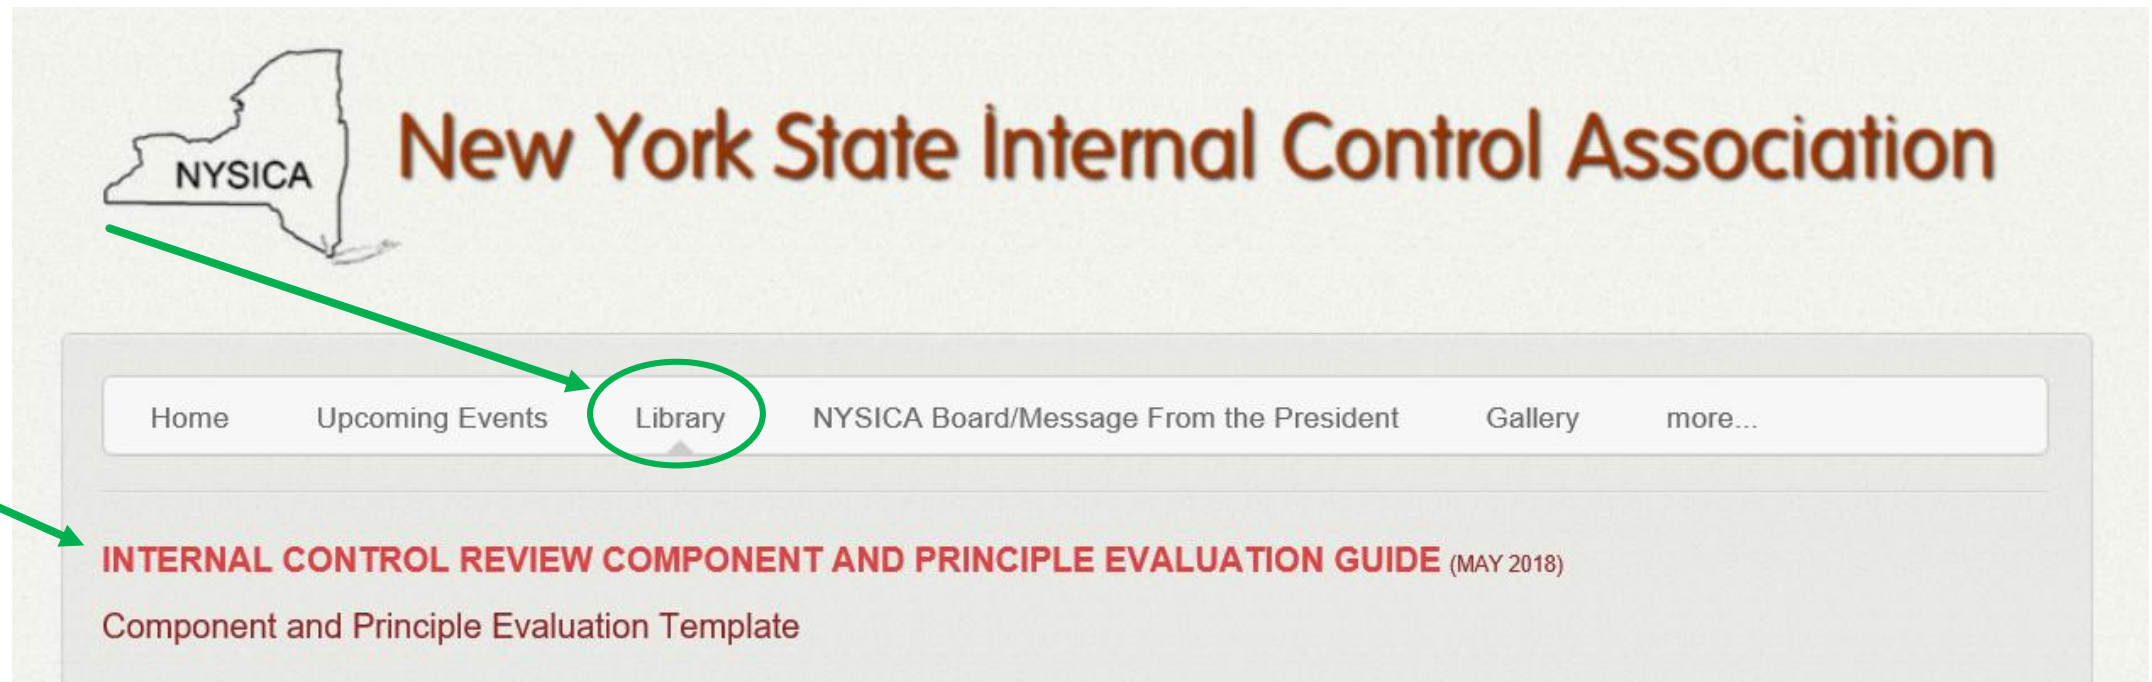 NYSICA
New York State Internal Control Association
Home Upcoming Events Library NYSICA Board/Message From the President Gallery more...
INTERNAL CONTROL REVIEW COMPONENT AND PRINCIPLE EVALUATION GUIDE (MAY 2018)
Component and Principle Evaluation Template